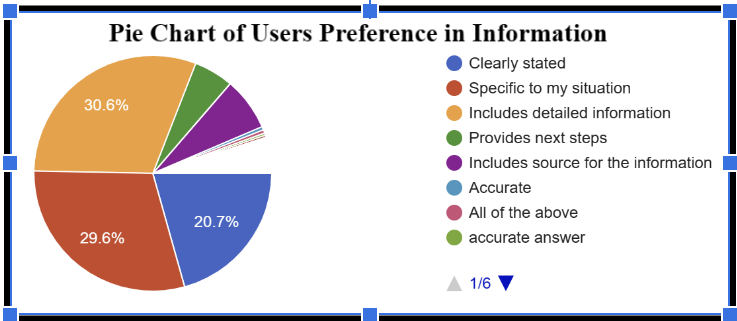 Pie Chart of Users Preference in Information
Clearly stated
Specific to my situation
Includes detailed information
Provides next steps
Includes source for the information
Accurate
All of the above
accurate answer
1/6
30.6%
29.6%
20.7%